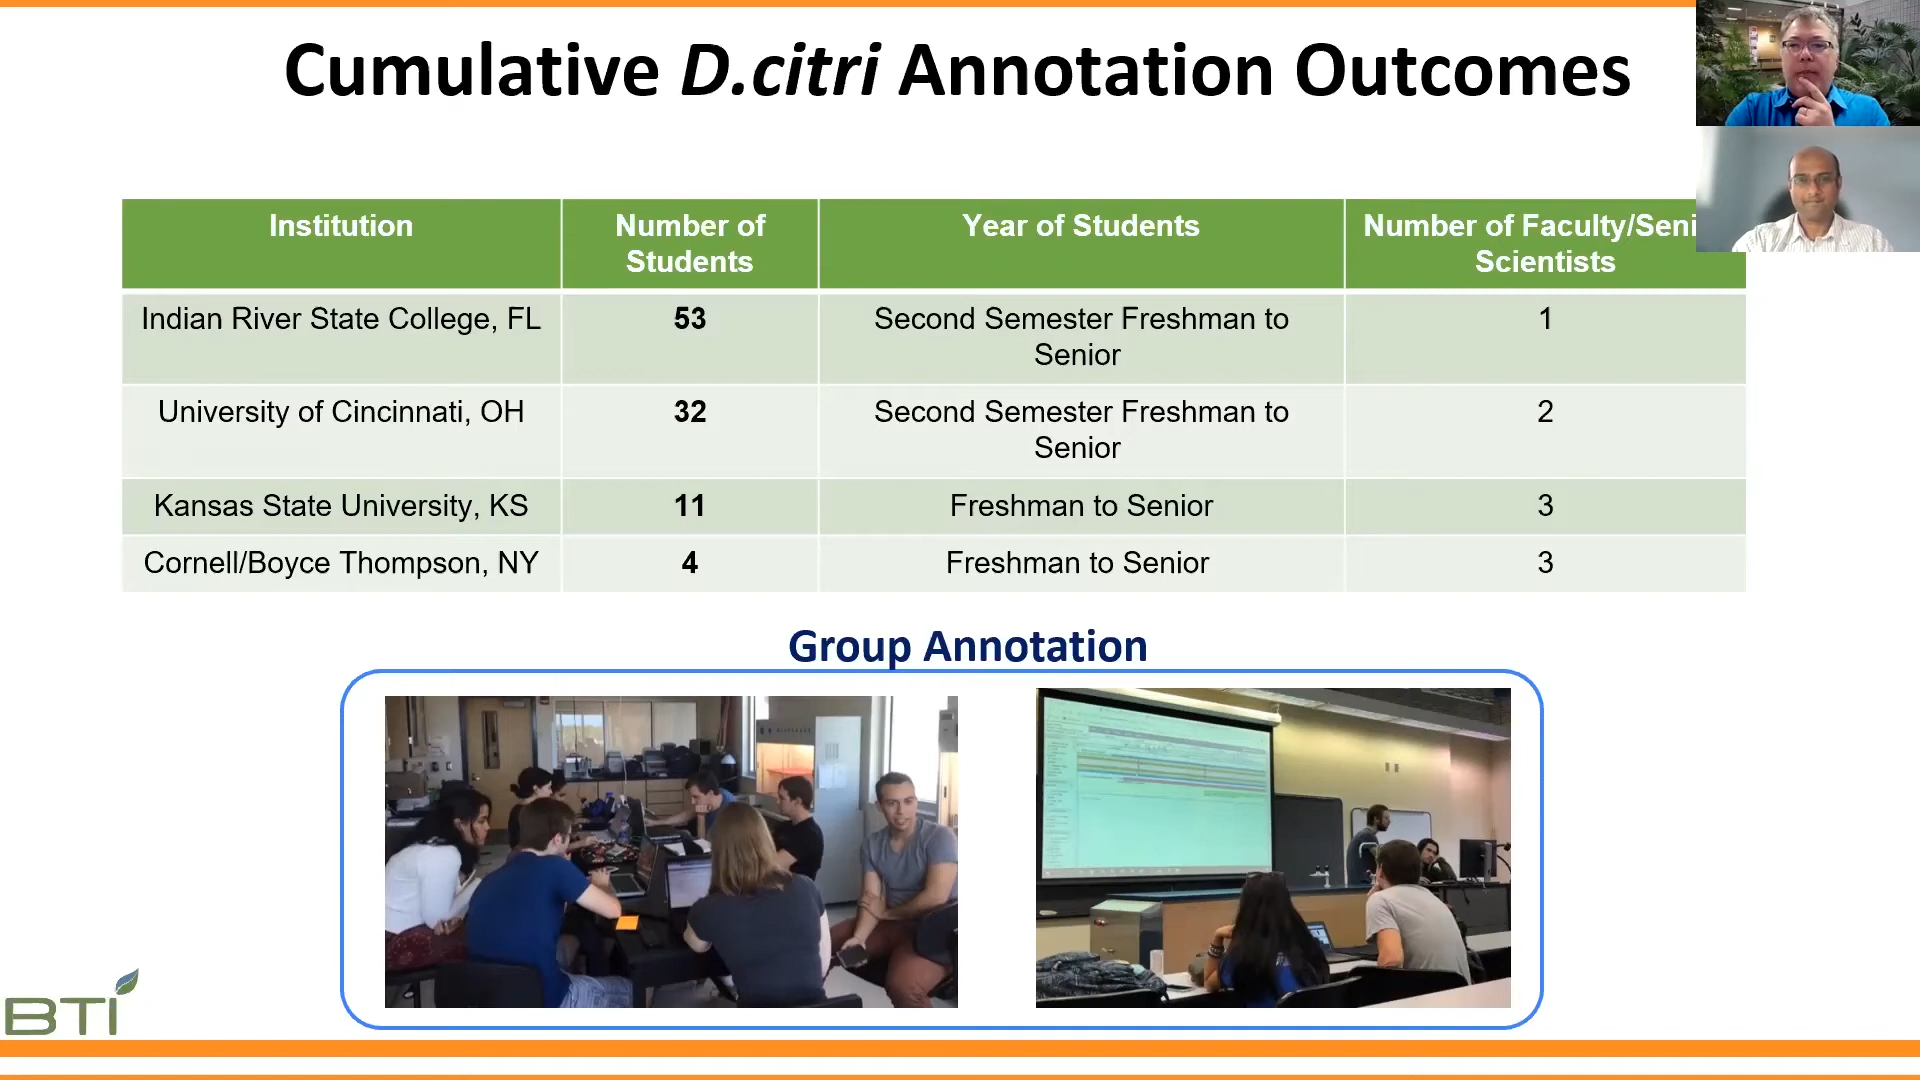 Cumulative D.citri Annotation Outcomes
Institution
Number of
Students
Year of Students
Number of Faculty/Seni
Scientists
Indian River State College, FL
53
Second Semester Freshman to
Senior
1
University of Cincinnati, OH
32
Second Semester Freshman to
Senior
2
Kansas State University, KS
11
Freshman to Senior
3
Cornell/Boyce Thompson, NY
4
Freshman to Senior
3
Group Annotation
BTI